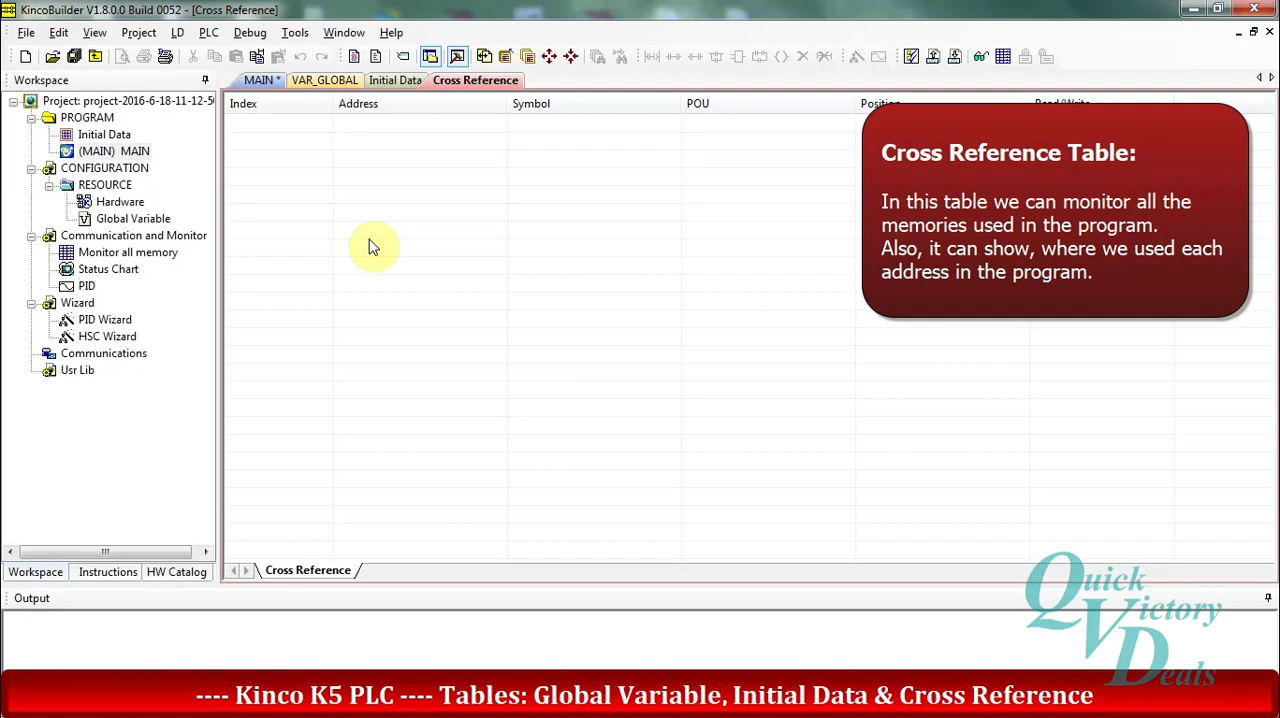 KincoBuilder V1.8.0.0 Build 0052 - [Cross Reference]
File Edit View Project LD PLC Debug Tools Window Help
Workspace
MAIN * VAR_GLOBAL Initial Data Cross Reference
Index Address Symbol POU Position Read/Write
Project: project-2016-6-18-11-12-50
PROGRAM
Initial Data
(MAIN) MAIN
CONFIGURATION
RESOURCE
Hardware
Global Variable
Communication and Monitor
Monitor all memory
Status Chart
PID
Wizard
PID Wizard
HSC Wizard
Communications
Usr Lib
Cross Reference Table:
In this table we can monitor all the
memories used in the program.
Also, it can show, where we used each
address in the program.
Workspace Instructions HW Catalog
Cross Reference
Output
Quick
Victory
Deals
---- Kinco K5 PLC ---- Tables: Global Variable, Initial Data & Cross Reference